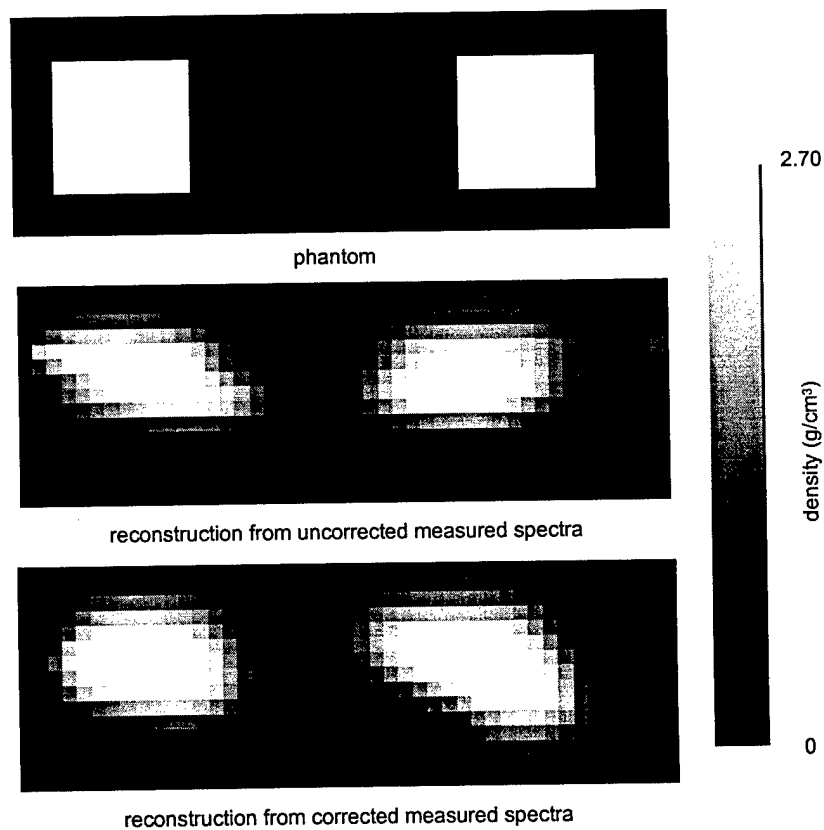 phantom
2.70
reconstruction from uncorrected measured spectra
density (g/cm³)
0
reconstruction from corrected measured spectra